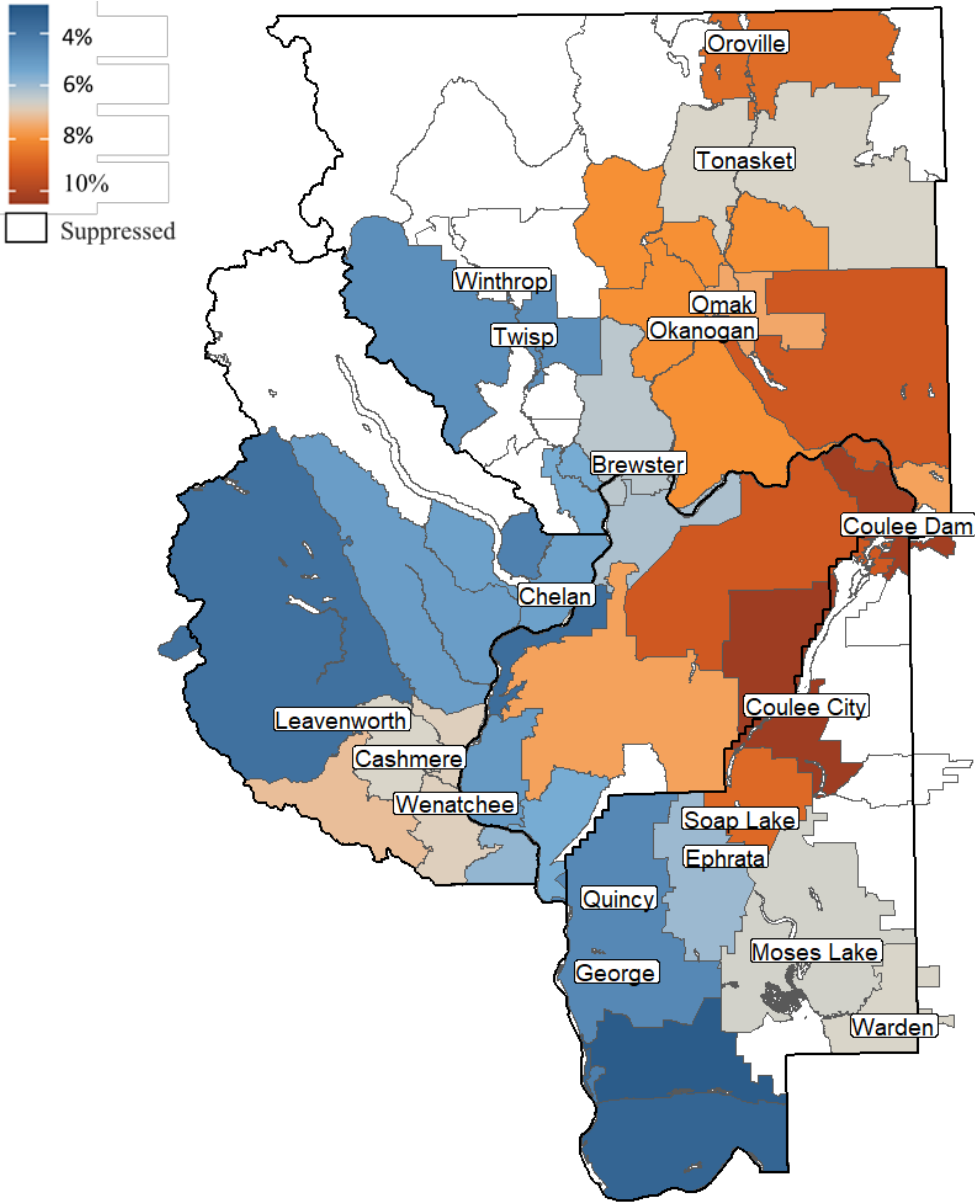 4%
6%
8%
10%
Suppressed
Oroville
Tonasket
Winthrop
Omak
Twisp
Okanogan
Brewster
Coulee Dam
Chelan
Coulee City
Leavenworth
Cashmere
Wenatchee
Soap Lake
Ephrata
Quincy
Moses Lake
George
Warden